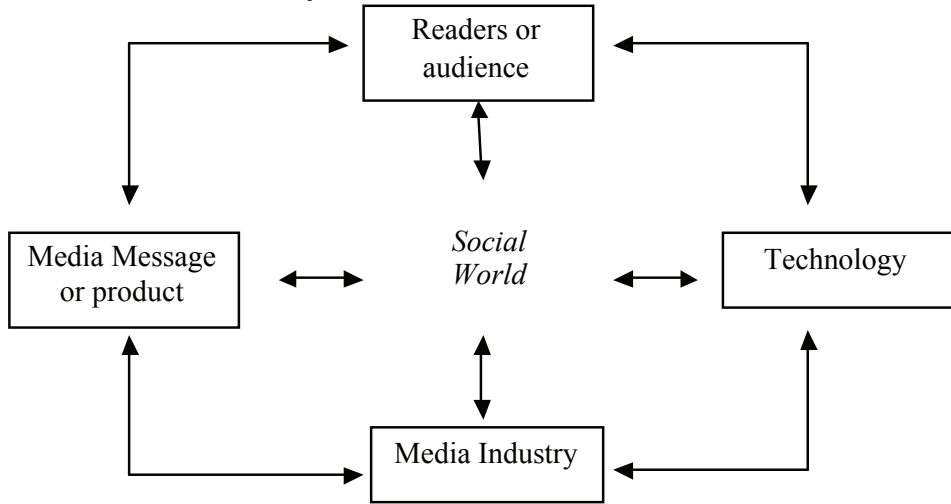 Readers or
audience
Media Message
or product
Social
World
Technology
Media Industry